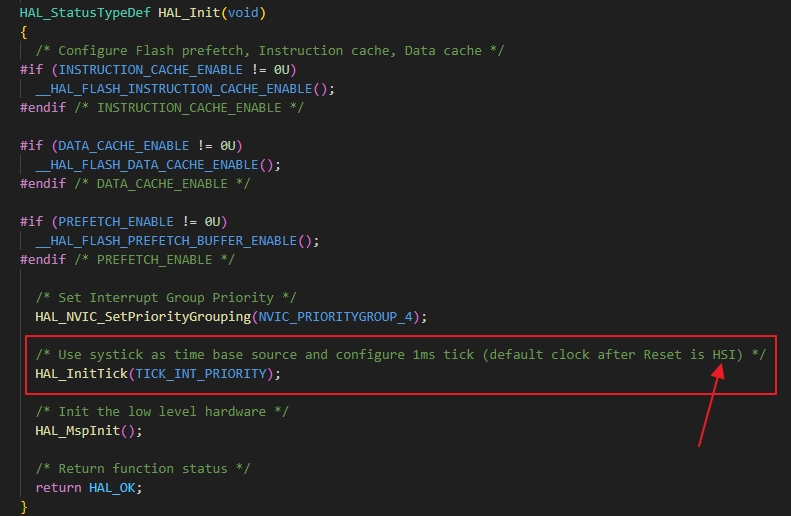 HAL_StatusTypeDef HAL_Init(void)
{
/* Configure Flash prefetch, Instruction cache, Data cache */
#if (INSTRUCTION_CACHE_ENABLE != 0U)
__HAL_FLASH_INSTRUCTION_CACHE_ENABLE();
#endif /* INSTRUCTION_CACHE_ENABLE */
#if (DATA_CACHE_ENABLE != 0U)
__HAL_FLASH_DATA_CACHE_ENABLE();
#endif /* DATA_CACHE_ENABLE */
#if (PREFETCH_ENABLE != 0U)
__HAL_FLASH_PREFETCH_BUFFER_ENABLE();
#endif /* PREFETCH_ENABLE */
/* Set Interrupt Group Priority */
HAL_NVIC_SetPriorityGrouping(NVIC_PRIORITYGROUP_4);
/* Use systick as time base source and configure 1ms tick (default clock after Reset is HSI) */
HAL_InitTick(TICK_INT_PRIORITY);
/* Init the low level hardware */
HAL_MspInit();
/* Return function status */
return HAL_OK;
}